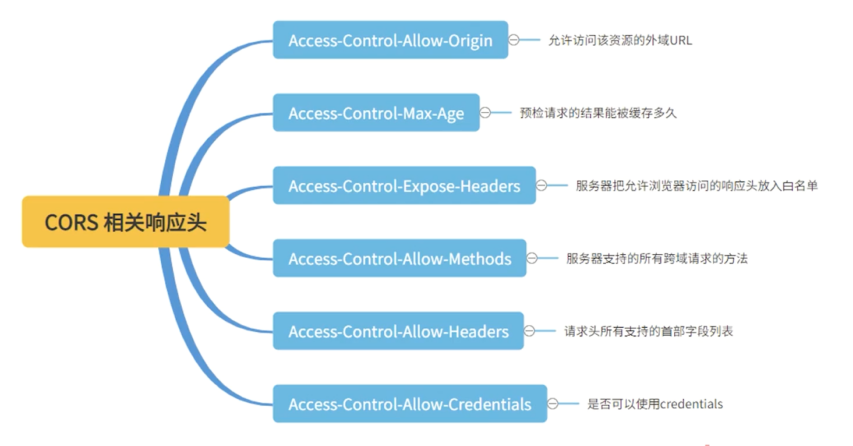 Access-Control-Allow-Origin
允许访问该资源的外域URL
Access-Control-Max-Age
预检请求的结果能被缓存多久
Access-Control-Expose-Headers
服务器把允许浏览器访问的响应头放入白名单
CORS 相关响应头
Access-Control-Allow-Methods
服务器支持的所有跨域请求的方法
Access-Control-Allow-Headers
请求头所有支持的首部字段列表
Access-Control-Allow-Credentials
是否可以使用credentials